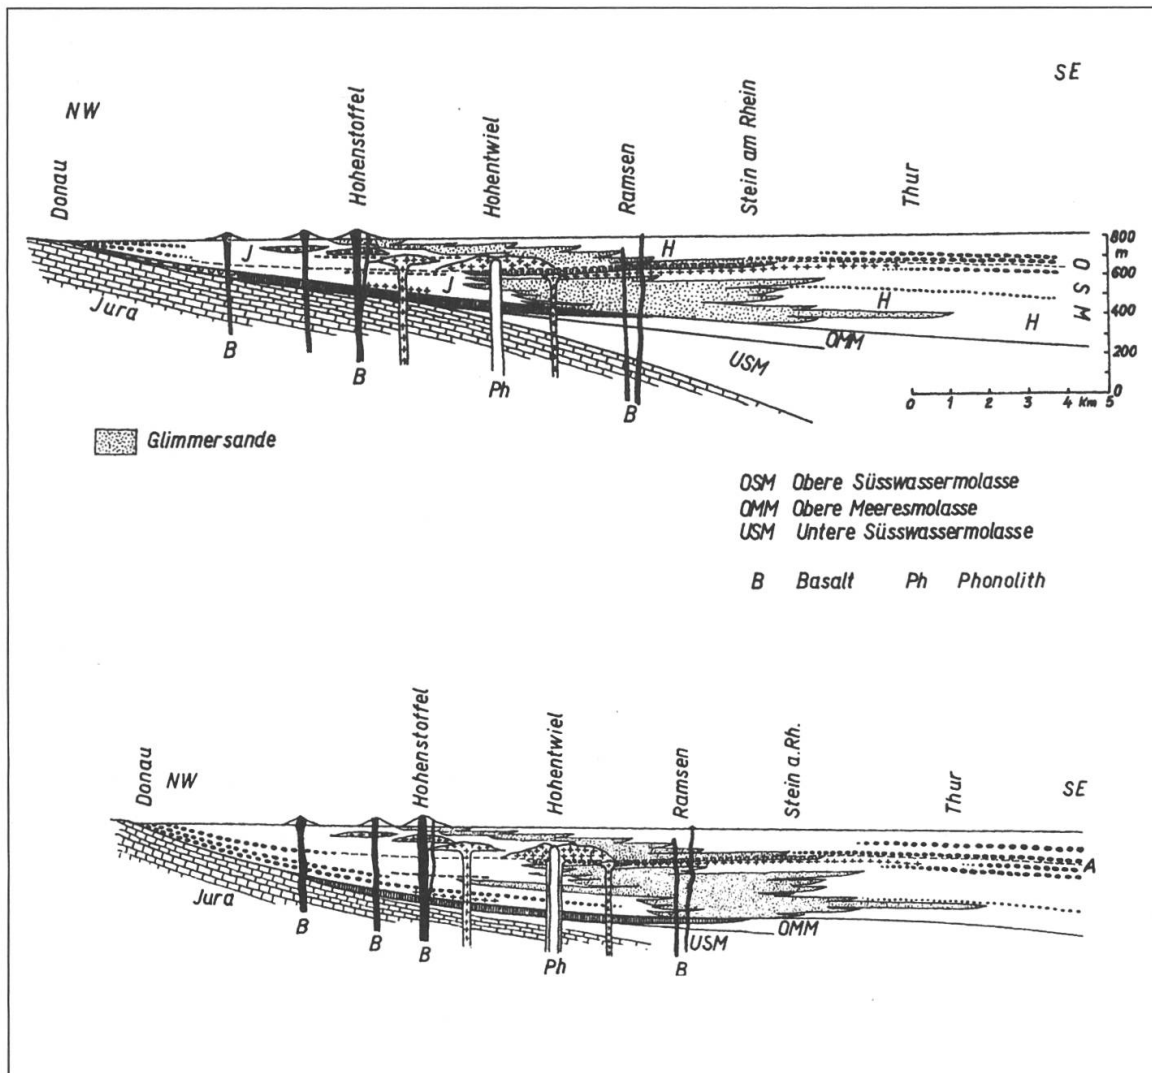 NW
SE
Donau
Hohenstoffel
Hohentwiel
Ramsen
Stein am Rhein
Thur
J
J
H
H
H
800
m
600
400
200
0
OSM
Jura
OMM
USM
B
B
Ph
B
0 1 2 3 4 Km 5
Glimmersande
OSM Obere Süsswassermolasse
OMM Obere Meeresmolasse
USM Untere Süsswassermolasse
B Basalt Ph Phonolith
Donau
NW
Hohenstoffel
Hohentwiel
Ramsen
Stein a.Rh.
Thur
SE
A
Jura
B
B
B
Ph
B
USM
OMM